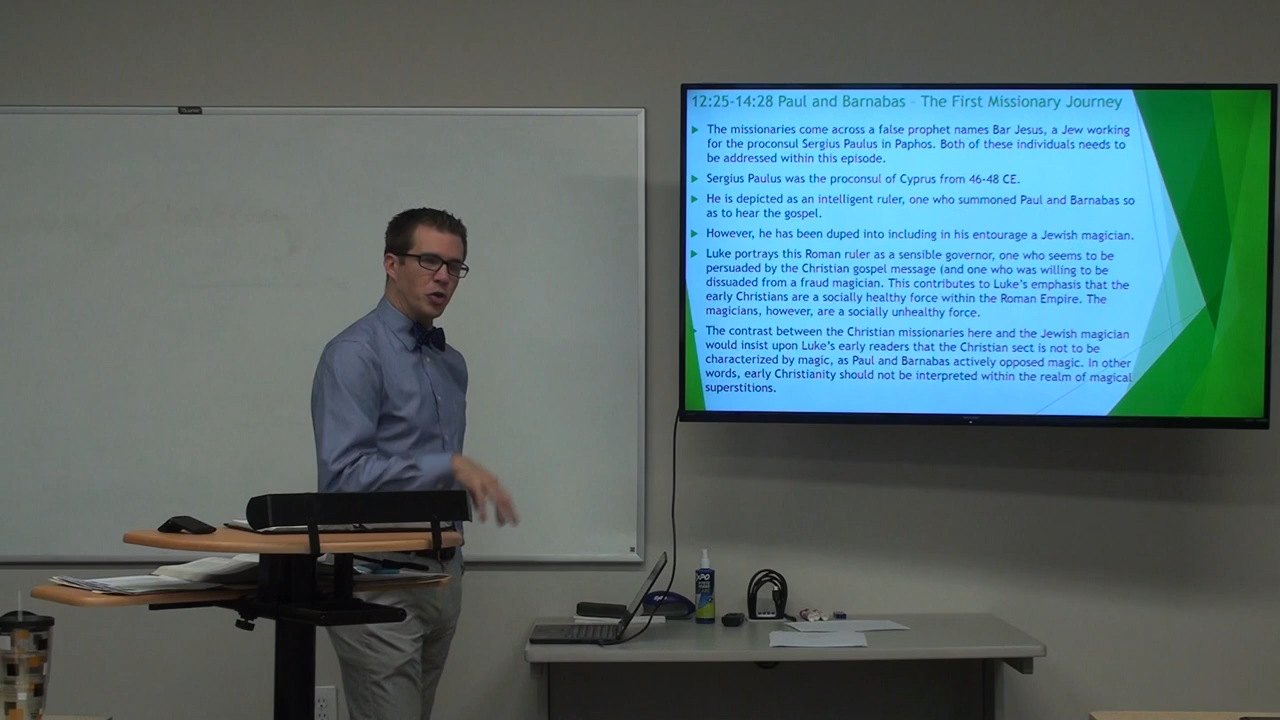 12:25-14:28 Paul and Barnabas – The First Missionary Journey
The missionaries come across a false prophet names Bar Jesus, a Jew working
for the proconsul Sergius Paulus in Paphos. Both of these individuals needs to
be addressed within this episode.
Sergius Paulus was the proconsul of Cyprus from 46-48 CE.
He is depicted as an intelligent ruler, one who summoned Paul and Barnabas so
as to hear the gospel.
However, he has been duped into including in his entourage a Jewish magician.
Luke portrays this Roman ruler as a sensible governor, one who seems to be
persuaded by the Christian gospel message (and one who was willing to be
dissuaded from a fraud magician. This contributes to Luke's emphasis that the
early Christians are a socially healthy force within the Roman Empire. The
magicians, however, are a socially unhealthy force.
The contrast between the Christian missionaries here and the Jewish magician
would insist upon Luke's early readers that the Christian sect is not to be
characterized by magic, as Paul and Barnabas actively opposed magic. In other
words, early Christianity should not be interpreted within the realm of magical
superstitions.
EXPO